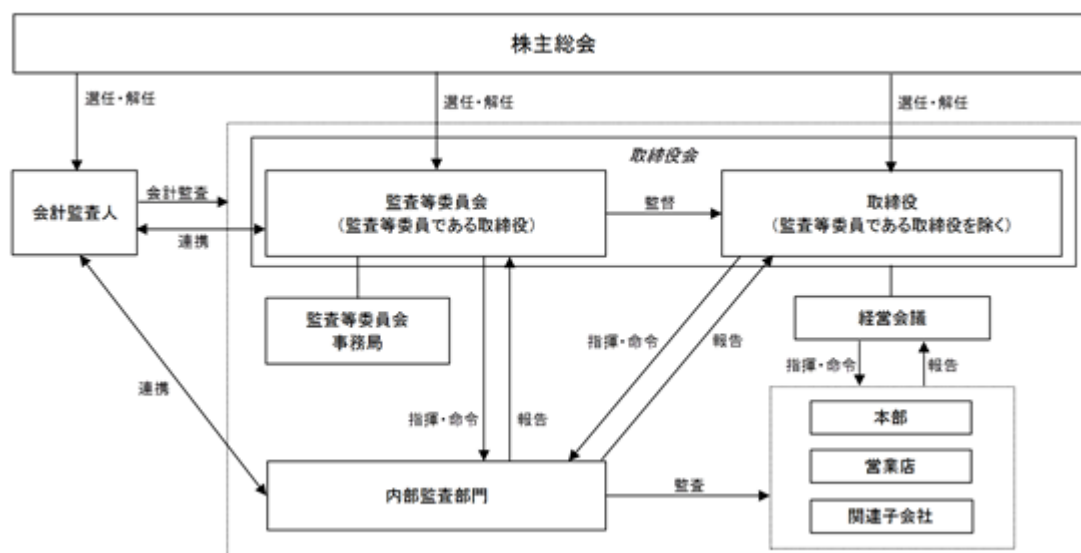 株主総会
選任・解任
選任・解任
選任・解任
取締役会
会計監査人
会計監査
監査等委員会
(監査等委員である取締役)
監督
取締役
(監査等委員である取締役を除く)
連携
監査等委員会
事務局
経営会議
指揮・命令
報告
指揮・命令
報告
連携
指揮・命令
報告
本部
営業店
関連子会社
内部監査部門
監査